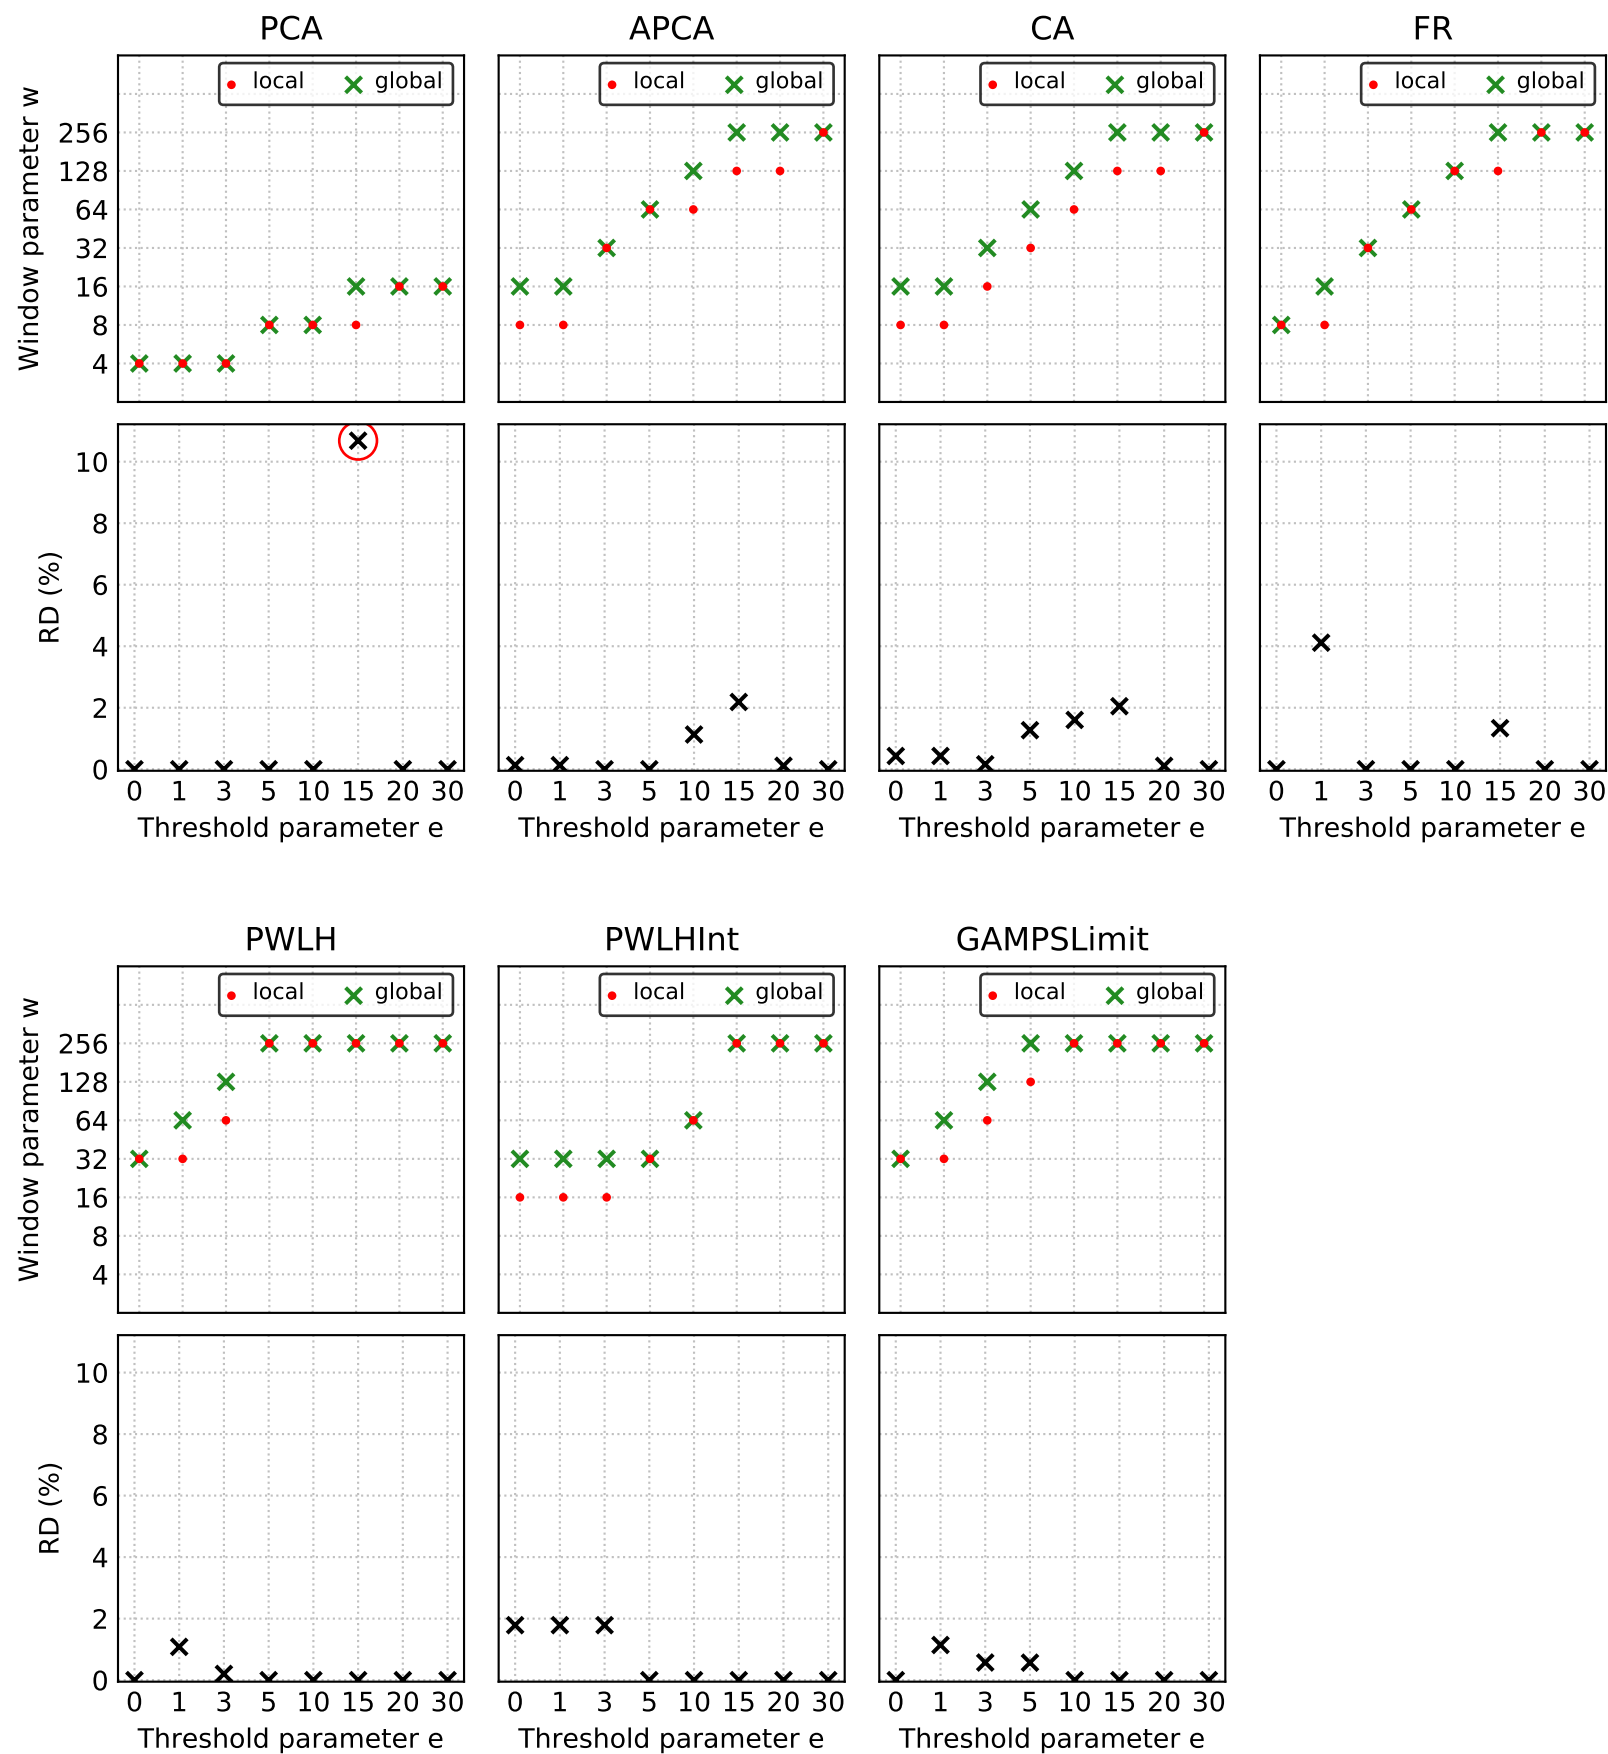 PCA APCA CA FR
local global local global local global local global
Window parameter w
256
128
64
32
16
8
4
RD (%)
10
8
6
4
2
0
0 1 3 5 10 15 20 30 0 1 3 5 10 15 20 30 0 1 3 5 10 15 20 30 0 1 3 5 10 15 20 30
Threshold parameter e Threshold parameter e Threshold parameter e Threshold parameter e
PWLH PWLHInt GAMPSLimit
local global local global local global
Window parameter w
256
128
64
32
16
8
4
RD (%)
10
8
6
4
2
0
0 1 3 5 10 15 20 30 0 1 3 5 10 15 20 30 0 1 3 5 10 15 20 30
Threshold parameter e Threshold parameter e Threshold parameter e